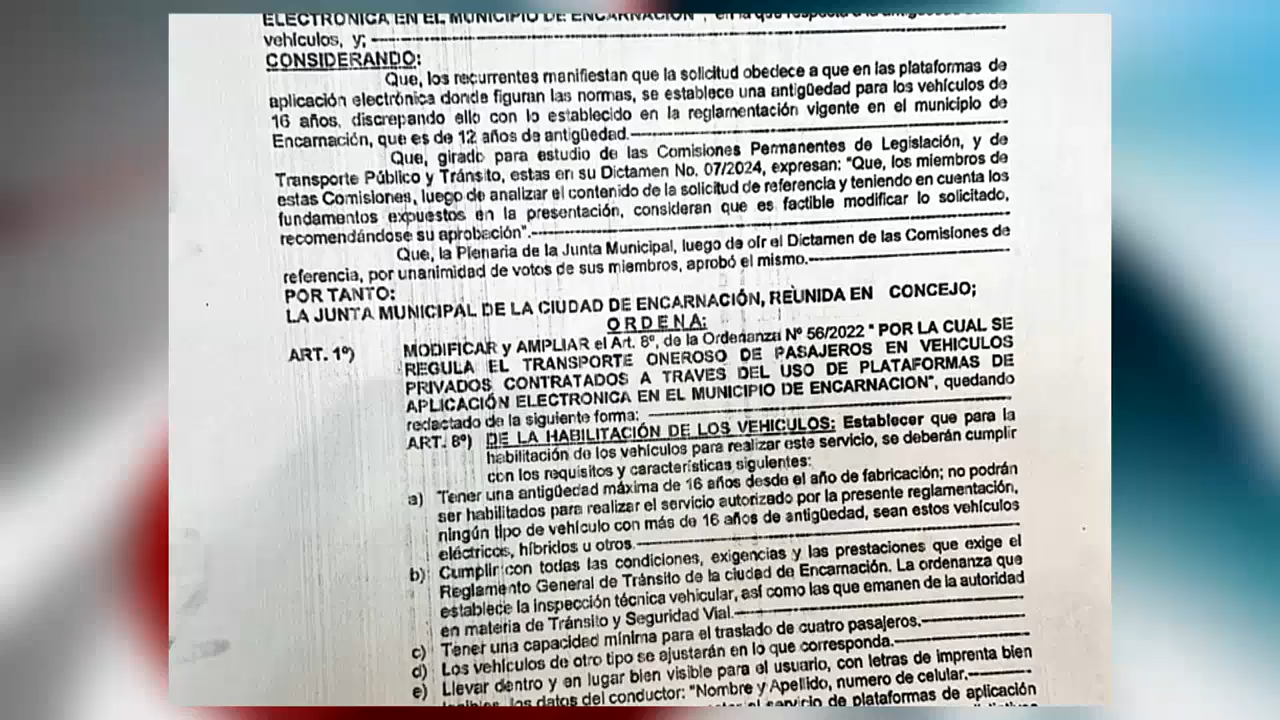 ELECTRONICA EN EL MUNICIPIO DE ENCARNACION", en la que respecta a la antigüedad
vehículos, y;
CONSIDERANDO:
Que, los recurrentes manifiestan que la solicitud obedece a que en las plataformas de
aplicación electrónica donde figuran las normas, se establece una antigüedad para los vehículos de
16 años, discrepando ello con lo establecido en la reglamentación vigente en el municipio de
Encarnación, que es de 12 años de antigüedad.
Que, girado para estudio de las Comisiones Permanentes de Legislación, y de
Transporte Público y Tránsito, estas en su Dictamen No. 07/2024, expresan: "Que, los miembros de
estas Comisiones, luego de analizar el contenido de la solicitud de referencia y teniendo en cuenta los
fundamentos expuestos en la presentación, consideran que es factible modificar lo solicitado,
recomendándose su aprobación".
Que, la Plenaria de la Junta Municipal, luego de oír el Dictamen de las Comisiones de
referencia, por unanimidad de votos de sus miembros, aprobó el mismo.
POR TANTO:
LA JUNTA MUNICIPAL DE LA CIUDAD DE ENCARNACIÓN, REUNIDA EN CONCEJO;
ORDENA:
ART. 1º) MODIFICAR y AMPLIAR el Art. 8º, de la Ordenanza Nº 56/2022 " POR LA CUAL SE
REGULA EL TRANSPORTE ONEROSO DE PASAJEROS EN VEHICULOS
PRIVADOS CONTRATADOS A TRAVES DEL USO DE PLATAFORMAS DE
APLICACIÓN ELECTRONICA EN EL MUNICIPIO DE ENCARNACION", quedando
redactado de la siguiente forma:
ART. 8º) DE LA HABILITACIÓN DE LOS VEHICULOS: Establecer que para la
habilitación de los vehículos para realizar este servicio, se deberán cumplir
con los requisitos y características siguientes:
a) Tener una antigüedad máxima de 16 años desde el año de fabricación; no podrán
ser habilitados para realizar el servicio autorizado por la presente reglamentación,
ningún tipo de vehículo con más de 16 años de antigüedad, sean estos vehículos
eléctricos, híbridos u otros.
b) Cumplir con todas las condiciones, exigencias y las prestaciones que exige el
Reglamento General de Tránsito de la ciudad de Encarnación. La ordenanza que
establece la inspección técnica vehicular, así como las que emanen de la autoridad
en materia de Tránsito y Seguridad Vial.
c) Tener una capacidad mínima para el traslado de cuatro pasajeros.
d) Los vehículos de otro tipo se ajustarán en lo que corresponda.
e) Llevar dentro y en lugar bien visible para el usuario, con letras de imprenta bien
los datos del conductor: "Nombre y Apellido, numero de celular.
el servicio de plataformas de aplicación